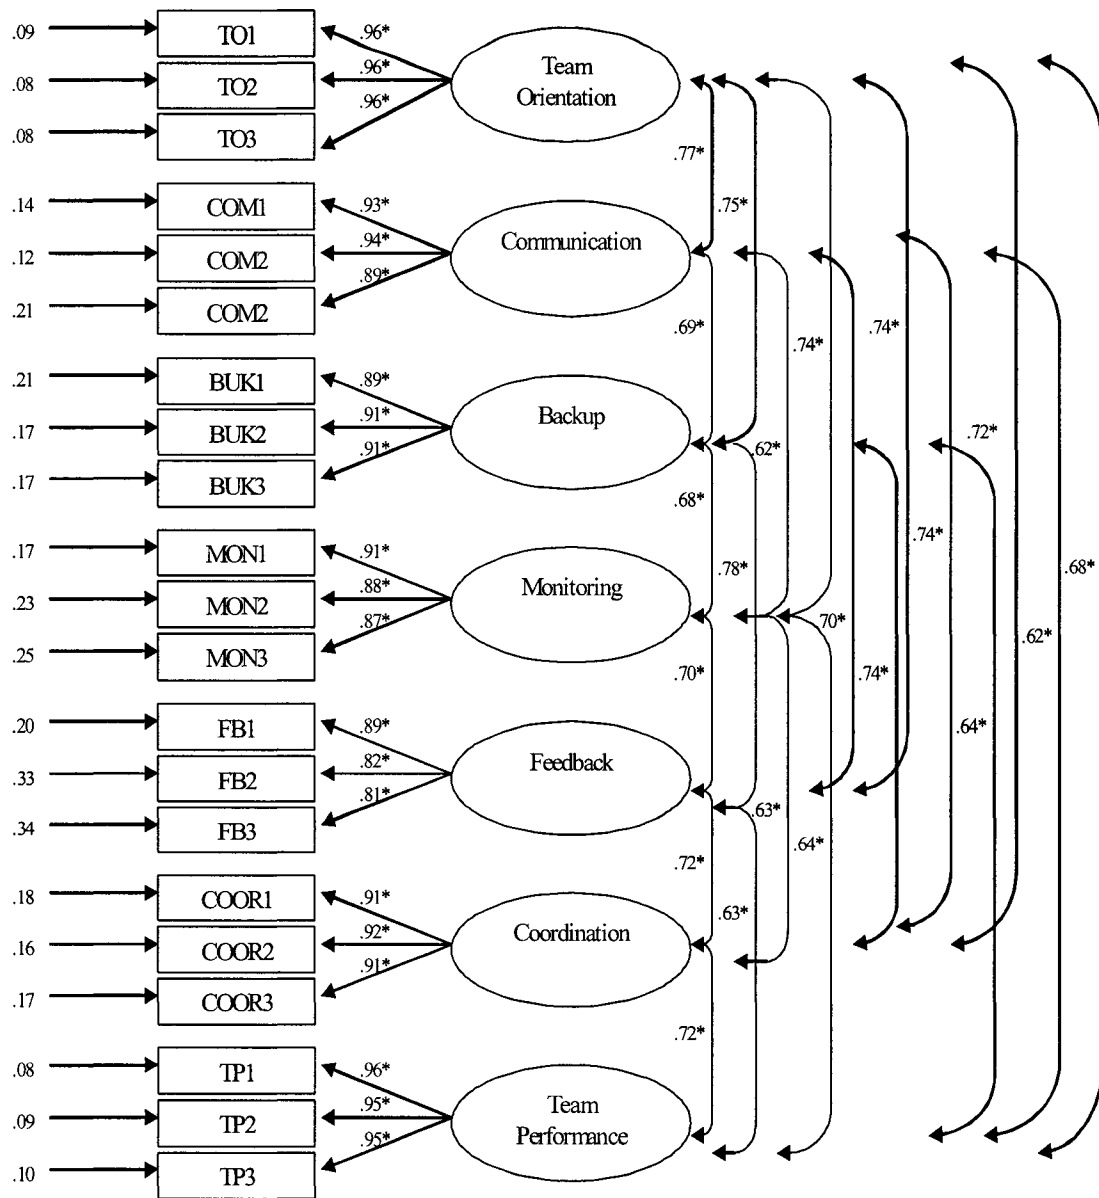 .09 TO1 .96* Team
.08 TO2 .96* Orientation
.08 TO3 .96*
.77*
.14 COM1 .93* .75*
.12 COM2 .94* Communication
.21 COM2 .89*
.69* .74* .74*
.21 BUK1 .89*
.17 BUK2 .91* Backup
.17 BUK3 .91* .62* .72*
.68*
.17 MON1 .91* .74*
.23 MON2 .88* Monitoring .78* .68*
.25 MON3 .87* .70* .62*
.70* .74*
.20 FB1 .89* .64*
.33 FB2 .82* Feedback
.34 FB3 .81* .63*
.64*
.72*
.18 COOR1 .91* .63*
.16 COOR2 .92* Coordination
.17 COOR3 .91*
.72*
.08 TP1 .96* Team
.09 TP2 .95* Performance
.10 TP3 .95*